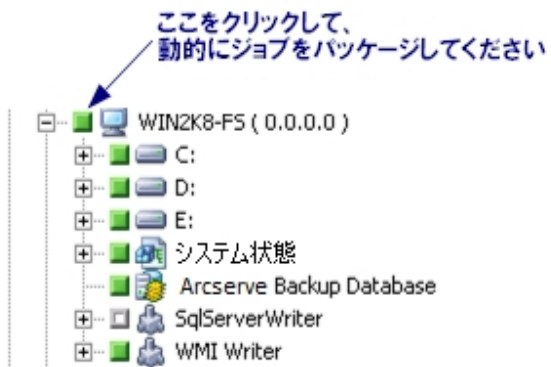 ここをクリックして、
動的にジョブをパッケージしてください
WIN2K8-FS ( 0.0.0.0 )
C:
D:
E:
システム状態
Arcserve Backup Database
SqlServerWriter
WMI Writer